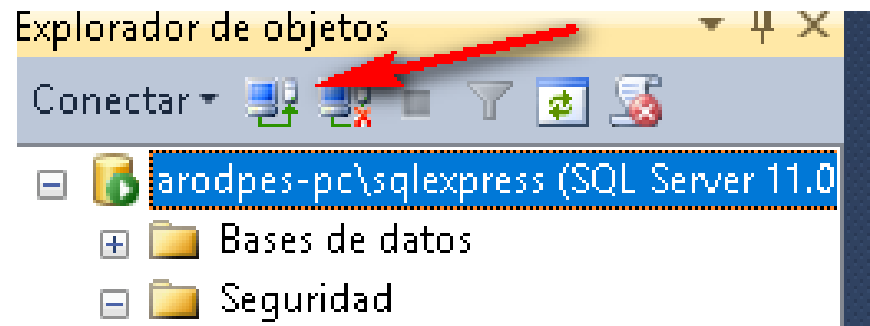 Explorador de objetos
Conectar
arodpes-pc\sqlexpress (SQL Server 11.0
Bases de datos
Seguridad